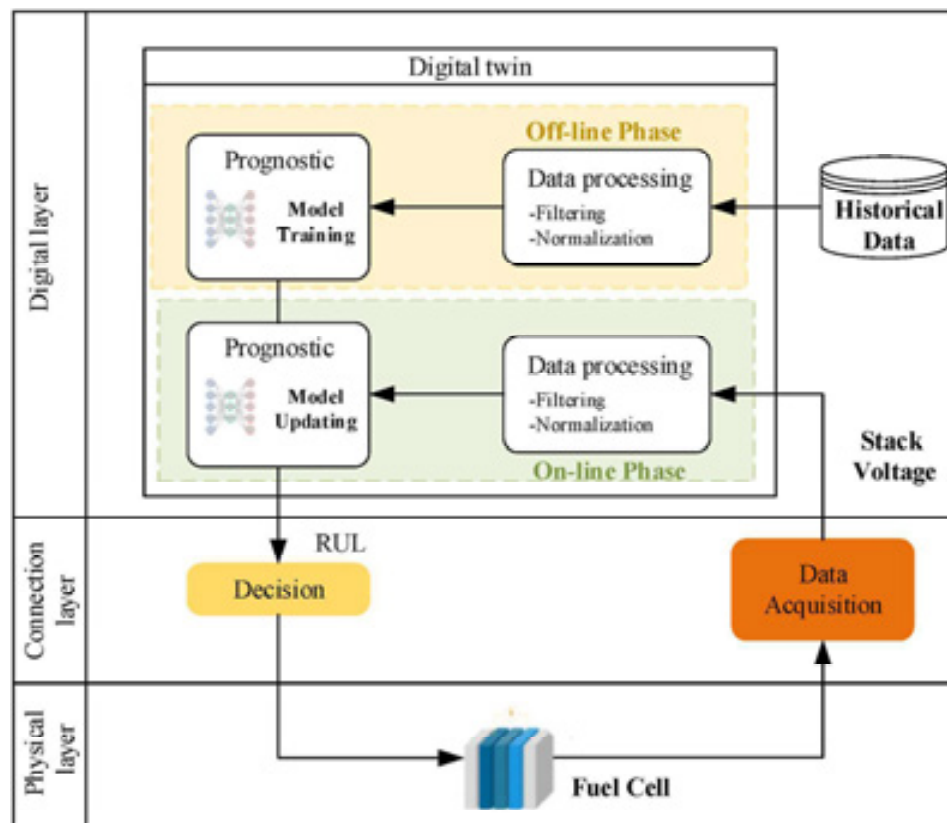 Digital layer
Digital twin
Off-line Phase
Prognostic
Model
Training
Data processing
-Filtering
-Normalization
Historical
Data
Prognostic
Model
Updating
Data processing
-Filtering
-Normalization
On-line Phase
Stack
Voltage
Connection
layer
RUL
Decision
Data
Acquisition
Physical
layer
Fuel Cell